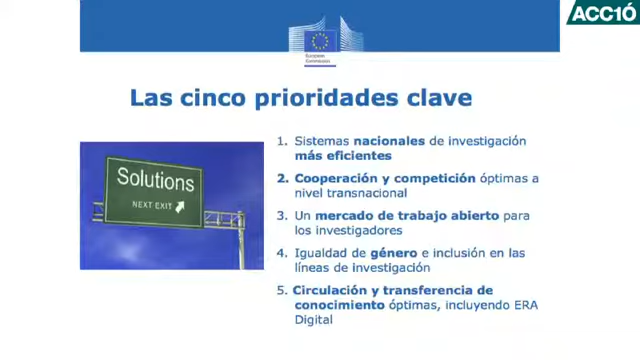 ACC1Ó
European
Commission
Las cinco prioridades clave
Solutions
NEXT EXIT
1. Sistemas nacionales de investigación
más eficientes
2. Cooperación y competición óptimas a
nivel transnacional
3. Un mercado de trabajo abierto para
los investigadores
4. Igualdad de género e inclusión en las
líneas de investigación
5. Circulación y transferencia de
conocimiento óptimas, incluyendo ERA
Digital